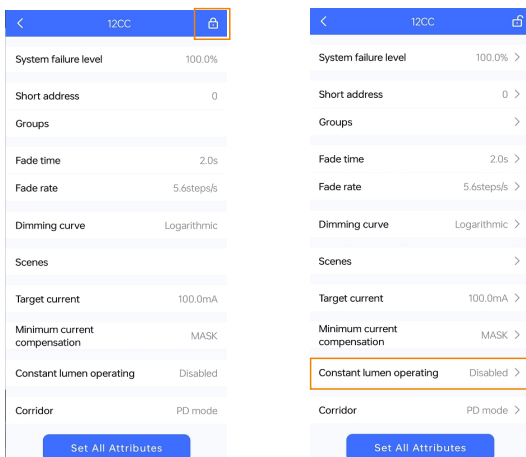 12CC
System failure level 100.0%
Short address 0
Groups
Fade time 2.0s
Fade rate 5.6steps/s
Dimming curve Logarithmic
Scenes
Target current 100.0mA
Minimum current
compensation MASK
Constant lumen operating Disabled
Corridor PD mode
Set All Attributes
12CC
System failure level 100.0% >
Short address 0 >
Groups >
Fade time 2.0s >
Fade rate 5.6steps/s >
Dimming curve Logarithmic >
Scenes >
Target current 100.0mA >
Minimum current
compensation MASK >
Constant lumen operating Disabled >
Corridor PD mode >
Set All Attributes